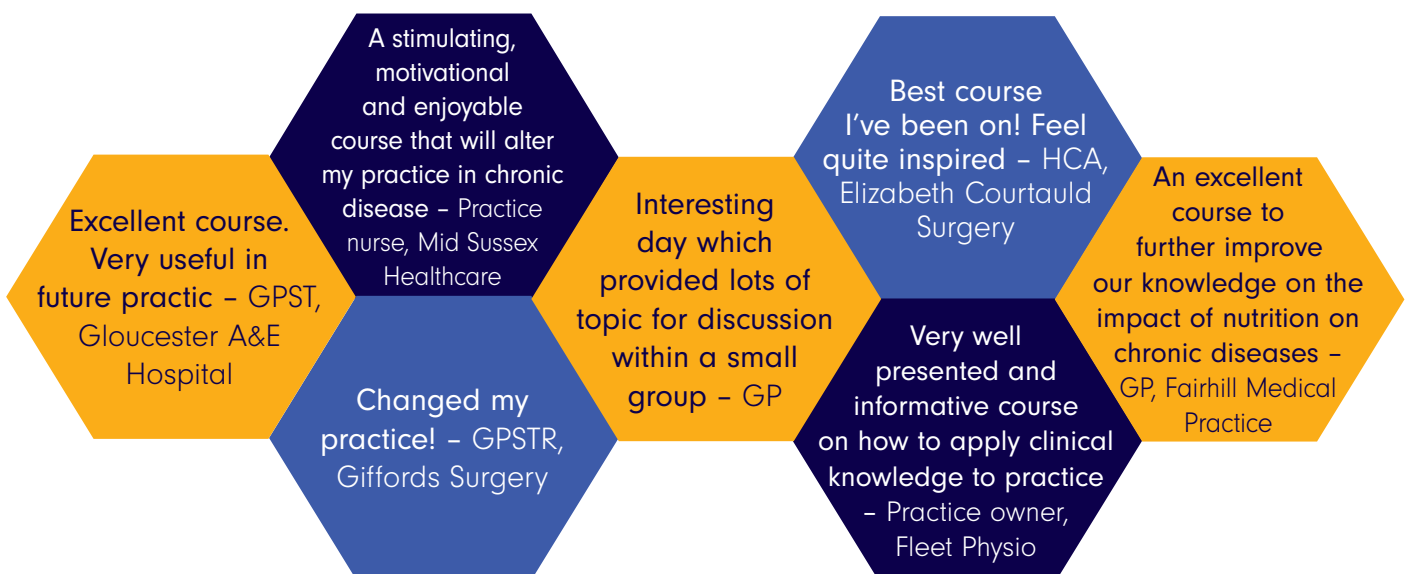 Excellent course.
Very useful in
future practic – GPST,
Gloucester A&E
Hospital
A stimulating,
motivational
and enjoyable
course that will alter
my practice in chronic
disease – Practice
nurse, Mid Sussex
Healthcare
Changed my
practice! – GPSTR,
Giffords Surgery
Interesting
day which
provided lots of
topic for discussion
within a small
group – GP
Best course
I’ve been on! Feel
quite inspired – HCA,
Elizabeth Courtauld
Surgery
Very well
presented and
informative course
on how to apply clinical
knowledge to practice
– Practice owner,
Fleet Physio
An excellent
course to
further improve
our knowledge on the
impact of nutrition on
chronic diseases –
GP, Fairhill Medical
Practice